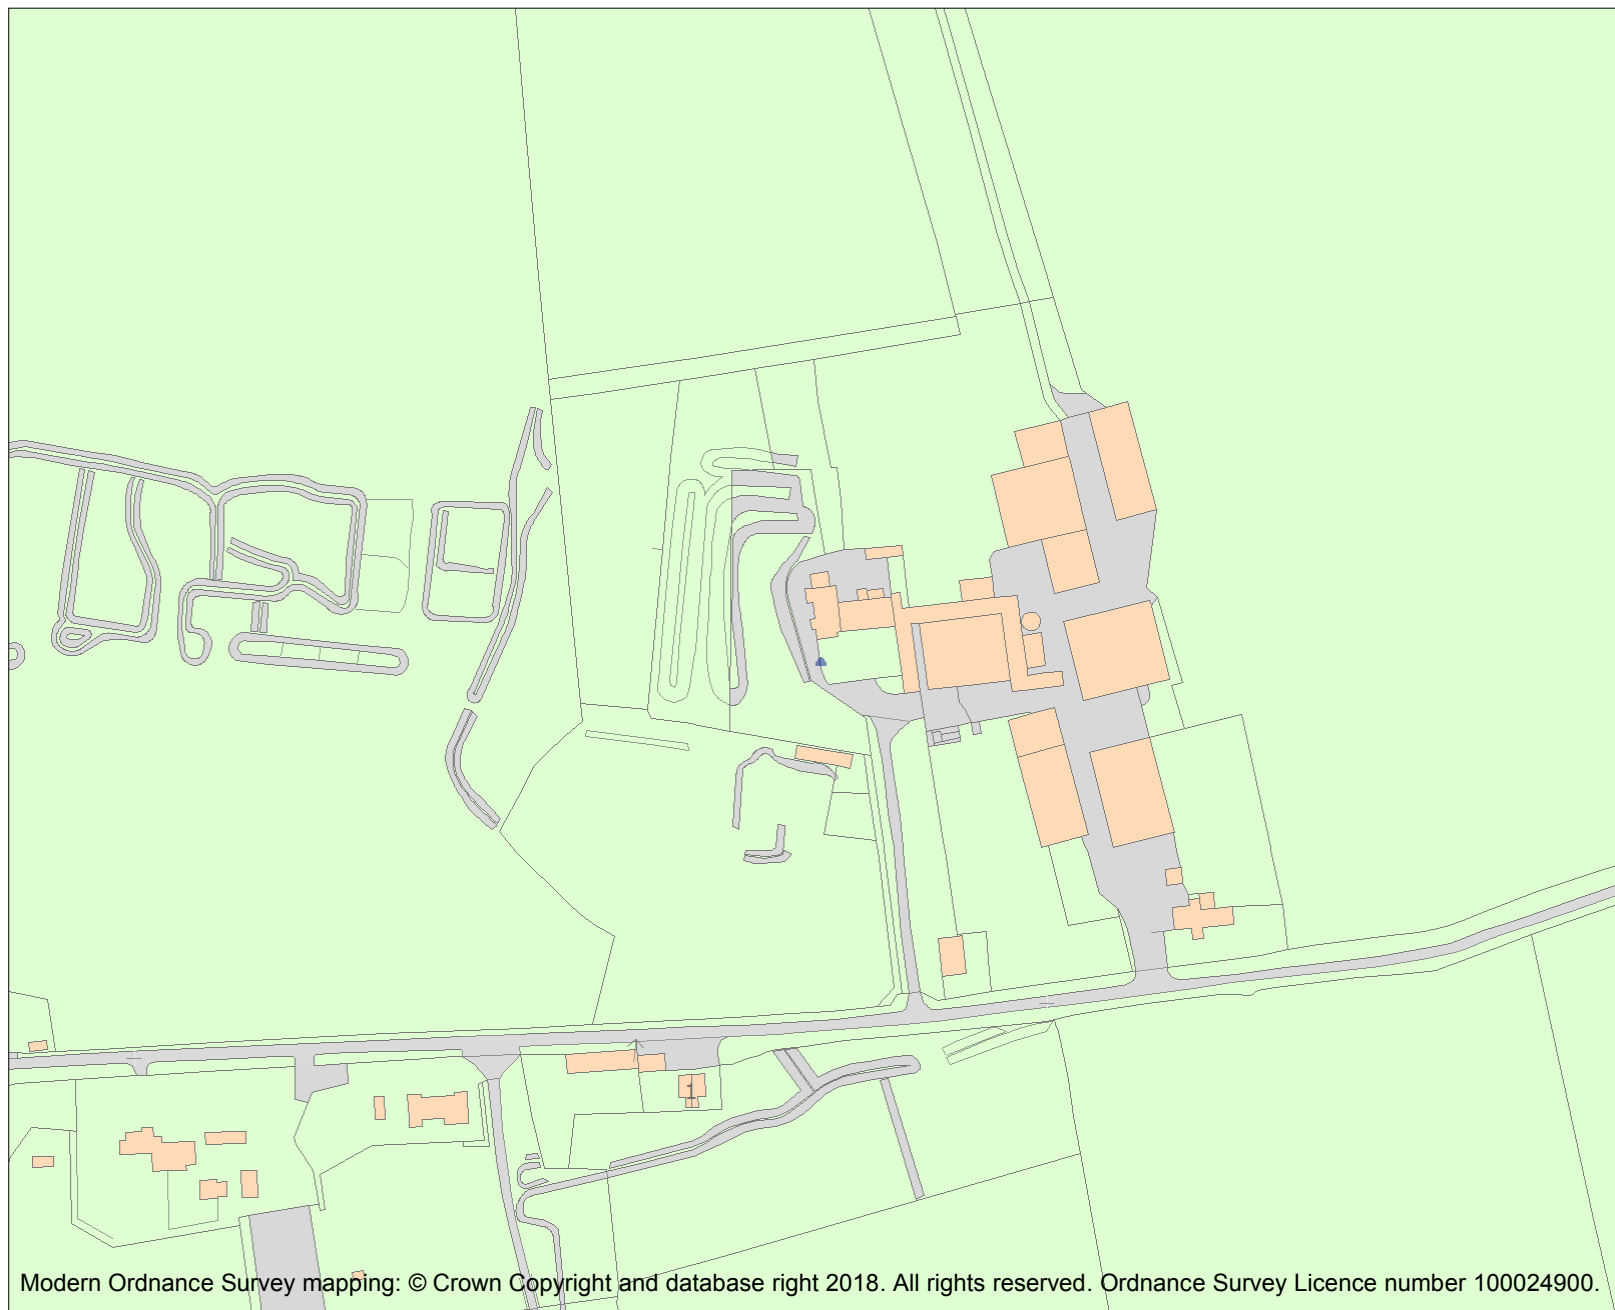 1
Modern Ordnance Survey mapping: © Crown Copyright and database right 2018. All rights reserved. Ordnance Survey Licence number 100024900.